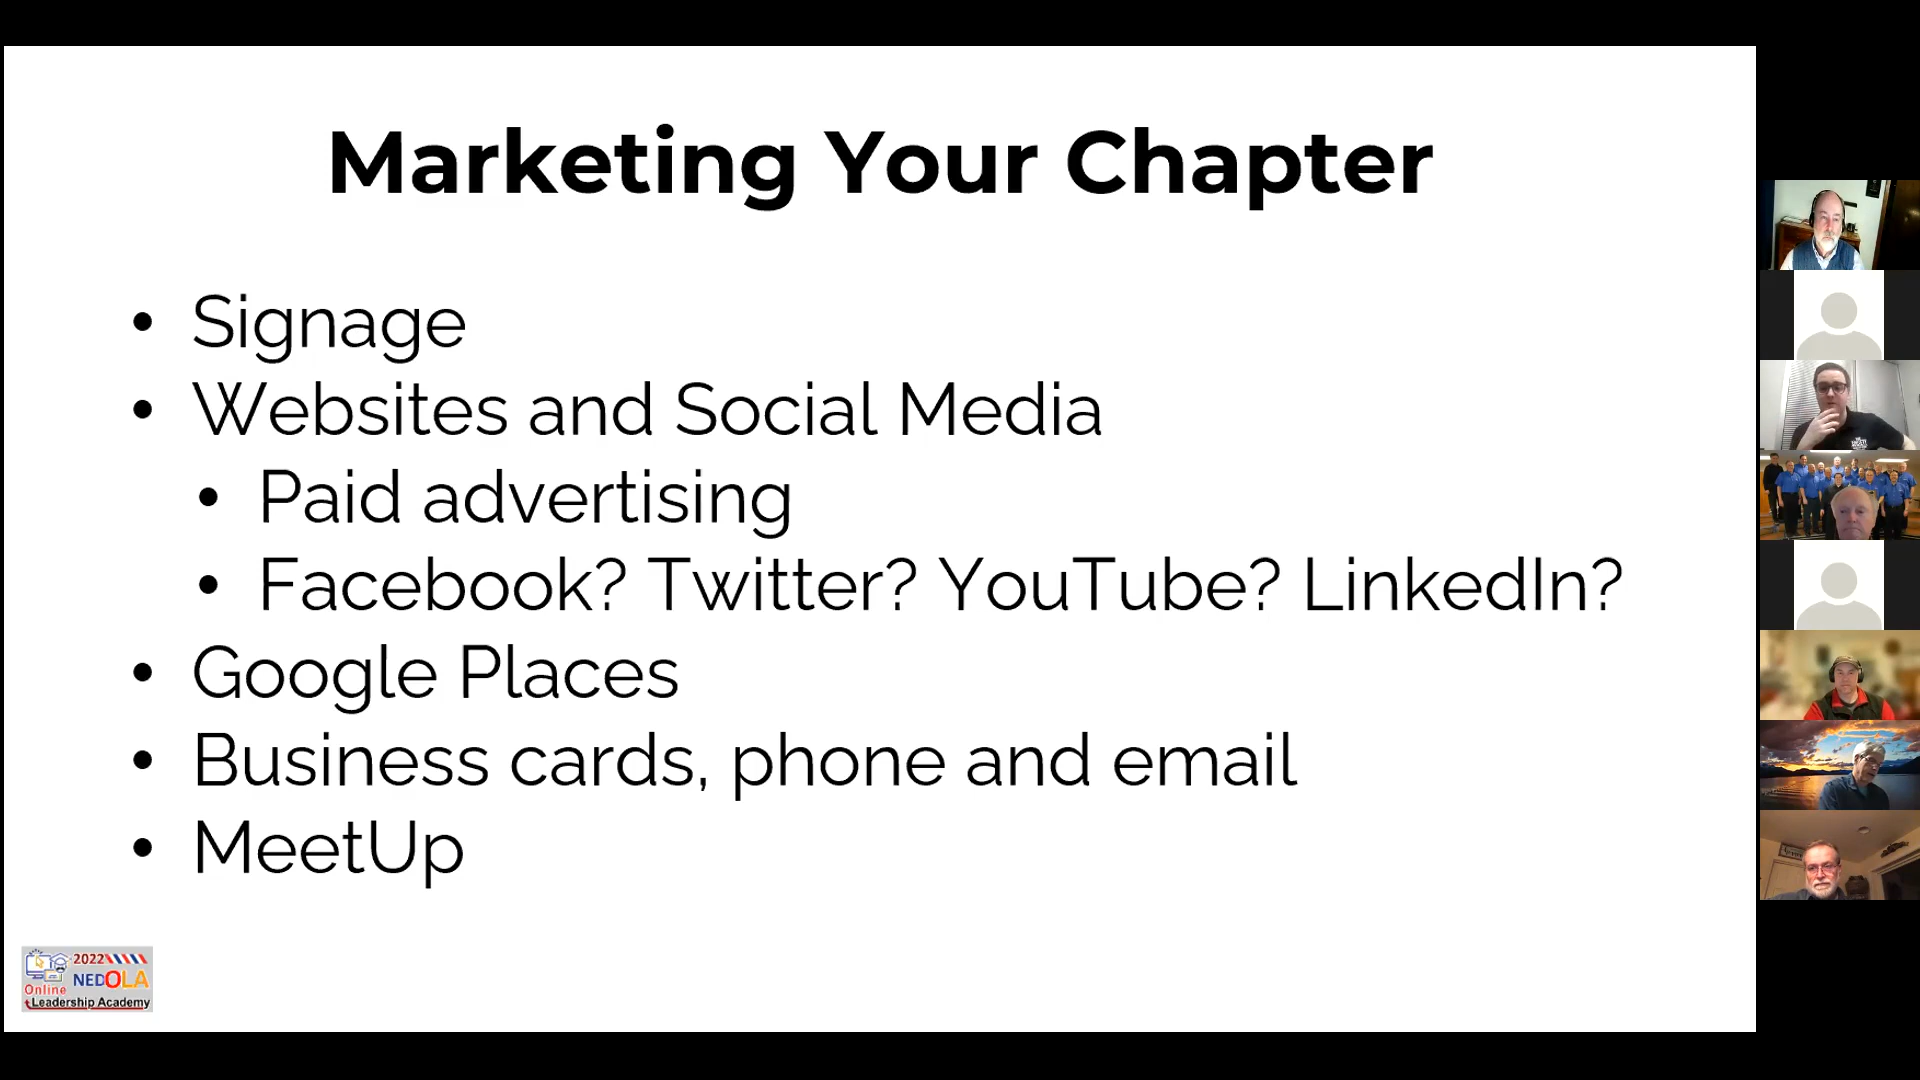 Marketing Your Chapter
• Signage
• Websites and Social Media
• Paid advertising
• Facebook? Twitter? YouTube? LinkedIn?
• Google Places
• Business cards, phone and email
• MeetUp
2022
NEDOLA
Online
Leadership Academy